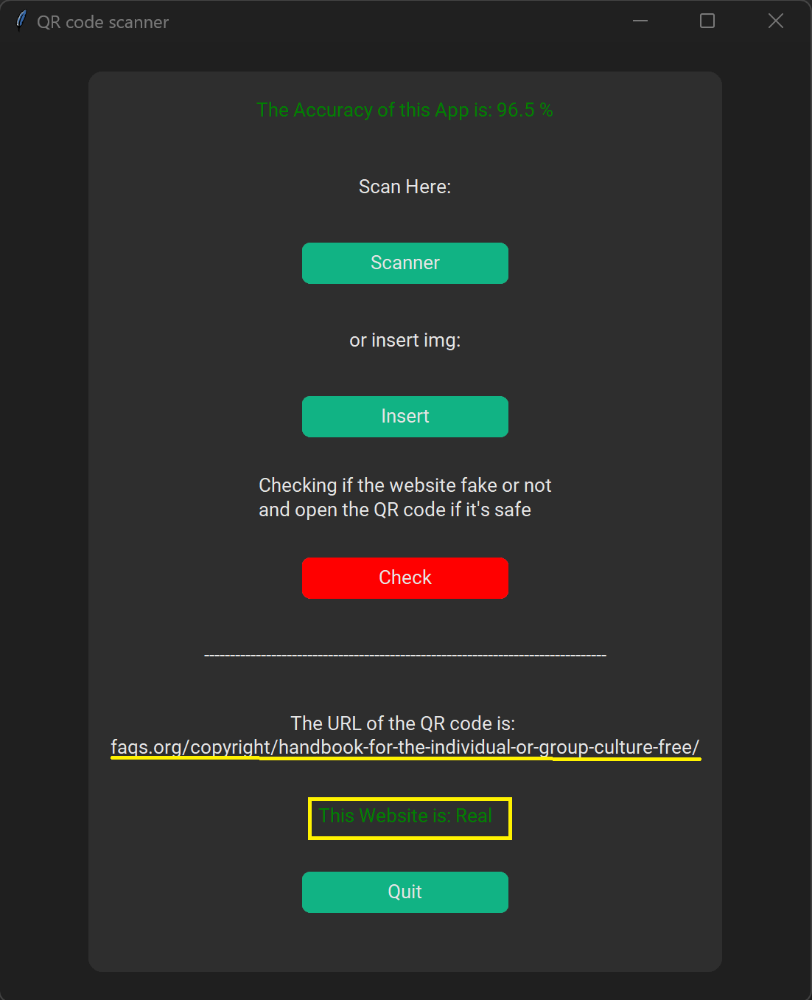 QR code scanner
The Accuracy of this App is: 96.5 %
Scan Here:
Scanner
or insert img:
Insert
Checking if the website fake or not
and open the QR code if it's safe
Check
------------------------------------------------------------------------------
The URL of the QR code is:
faqs.org/copyright/handbook-for-the-individual-or-group-culture-free/
This Website is: Real
Quit